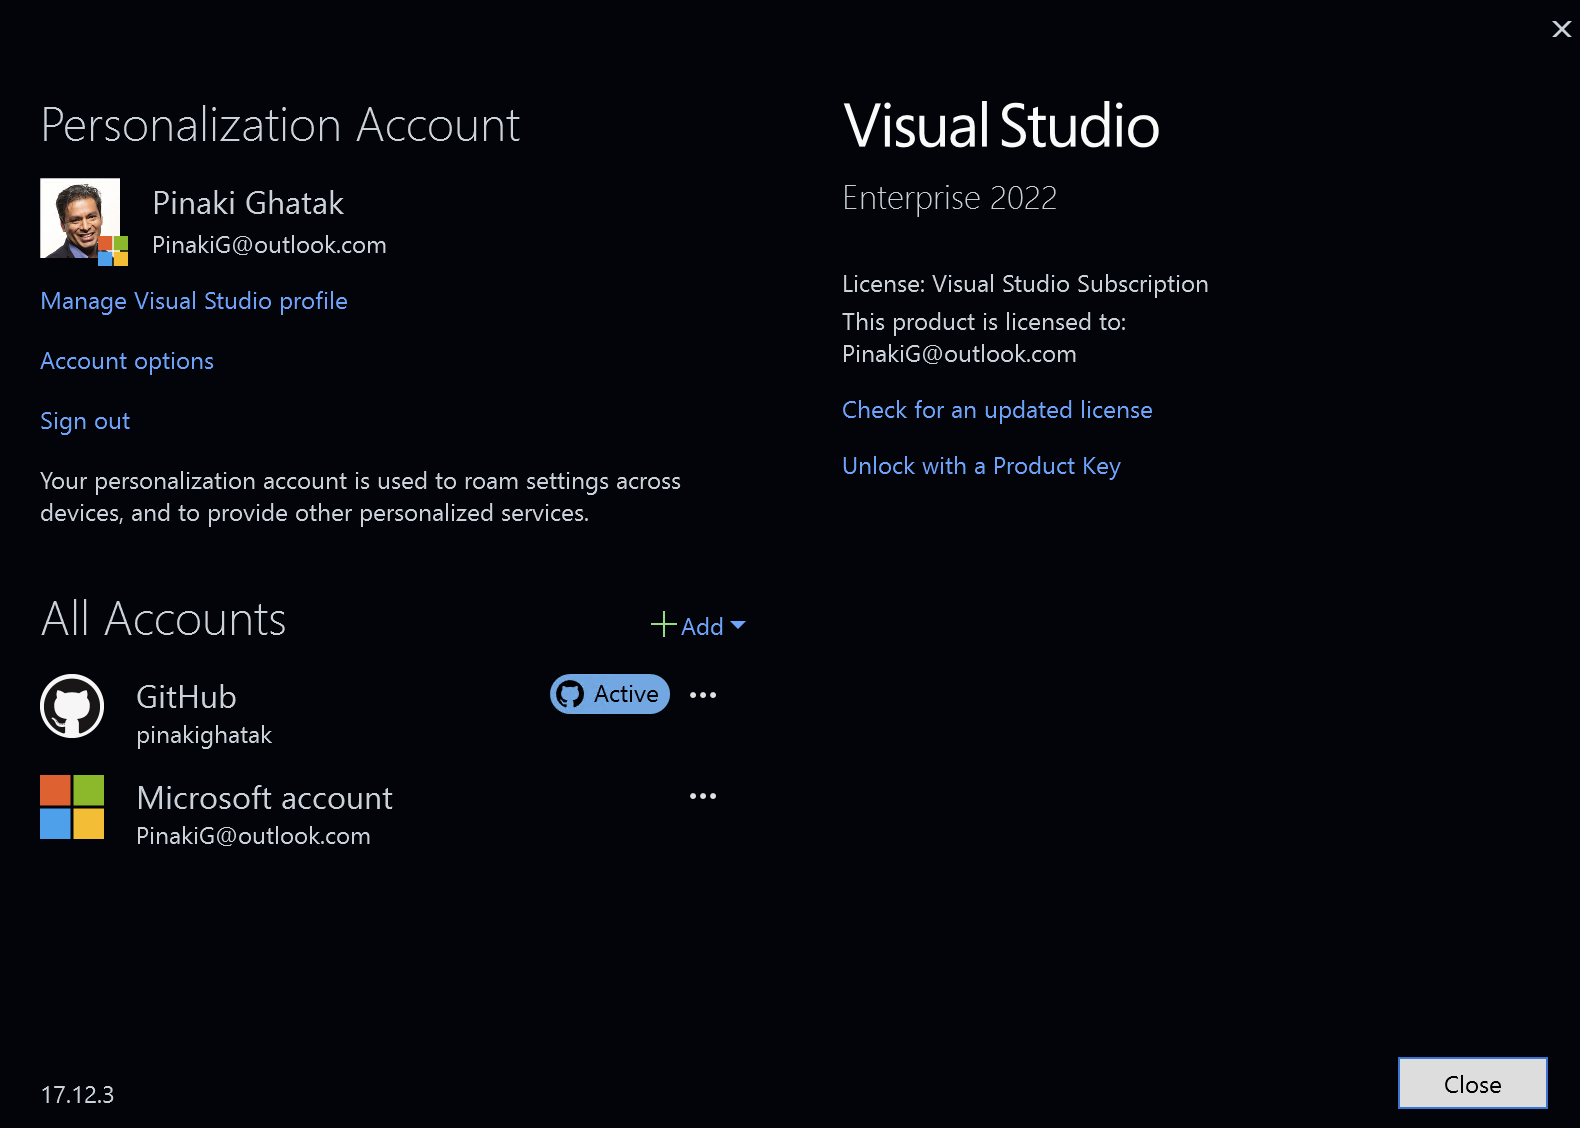 Personalization Account
Pinaki Ghatak
PinakiG@outlook.com
Manage Visual Studio profile
Account options
Sign out
Your personalization account is used to roam settings across
devices, and to provide other personalized services.
All Accounts
Add
GitHub
Active
pinakighatak
Microsoft account
PinakiG@outlook.com
17.12.3
Visual Studio
Enterprise 2022
License: Visual Studio Subscription
This product is licensed to:
PinakiG@outlook.com
Check for an updated license
Unlock with a Product Key
Close